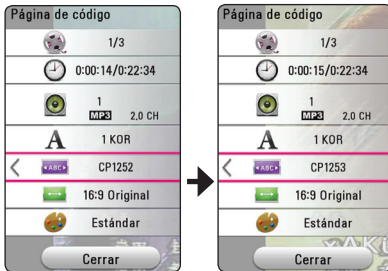 Página de código
1/3
0:00:14/0:22:34
1
MP3 2.0 CH
A 1 KOR
ABC CP1252
16:9 Original
Estándar
Cerrar
Página de código
1/3
0:00:15/0:22:34
1
MP3 2.0 CH
A 1 KOR
ABC CP1253
16:9 Original
Estándar
Cerrar